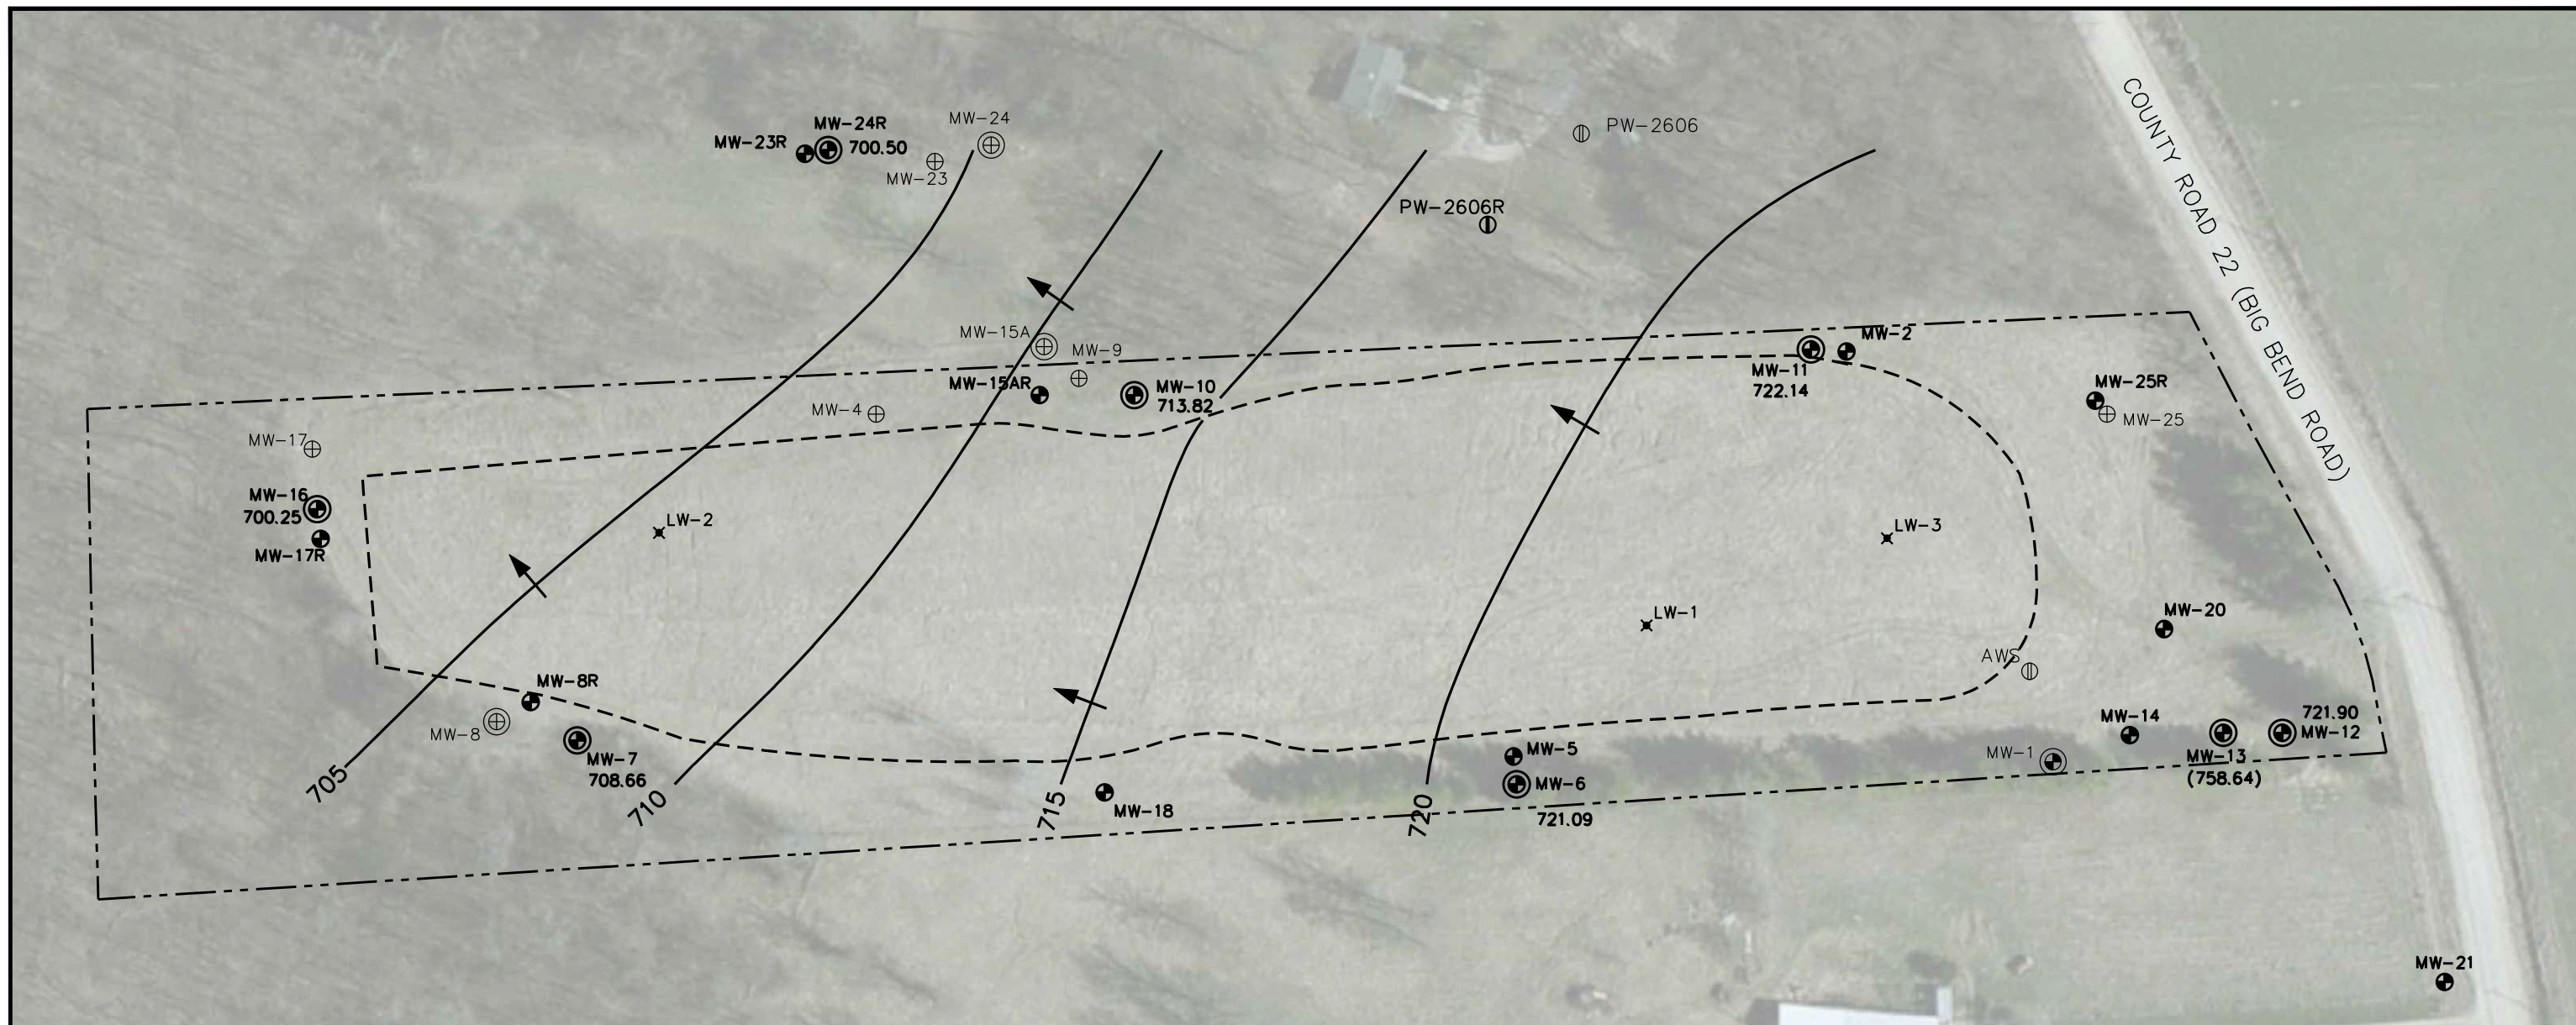 COUNTY ROAD 22 (BIG BEND ROAD)
MW-24R
MW-24
MW-23R
700.50
MW-23
PW-2606
PW-2606R
MW-15A
MW-9
MW-2
MW-15AR
MW-10
713.82
MW-11
722.14
MW-25R
MW-25
MW-4
MW-17
MW-16
700.25
MW-17R
LW-2
LW-3
LW-1
MW-20
AWS
MW-8R
MW-8
MW-7
708.66
MW-5
MW-6
721.09
MW-14
721.90
MW-12
MW-1
MW-13
(758.64)
705
710
715
720
MW-18
MW-21